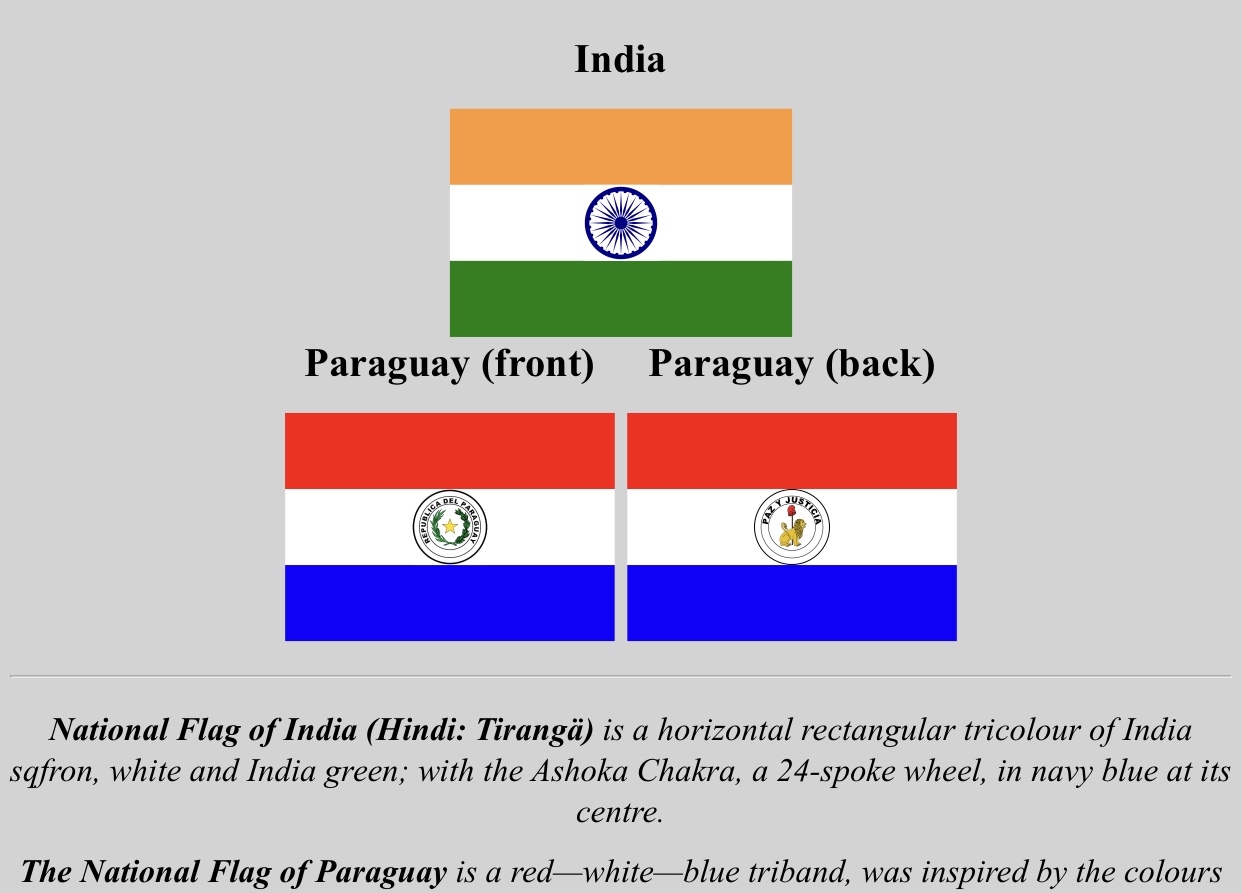 India
Paraguay (front) Paraguay (back)
REPUBLICA DEL PARAGUAY
PAZ Y JUSTICIA
National Flag of India (Hindi: Tirangä) is a horizontal rectangular tricolour of India
sqfron, white and India green; with the Ashoka Chakra, a 24-spoke wheel, in navy blue at its
centre.
The National Flag of Paraguay is a red—white—blue triband, was inspired by the colours